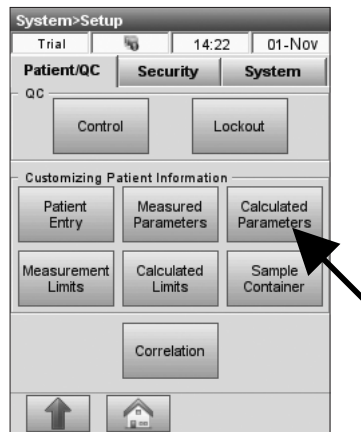 System>Setup
Trial 14:22 01-Nov
Patient/QC Security System
QC
Control Lockout
Customizing Patient Information
Patient Entry Measured Parameters Calculated Parameters
Measurement Limits Calculated Limits Sample Container
Correlation